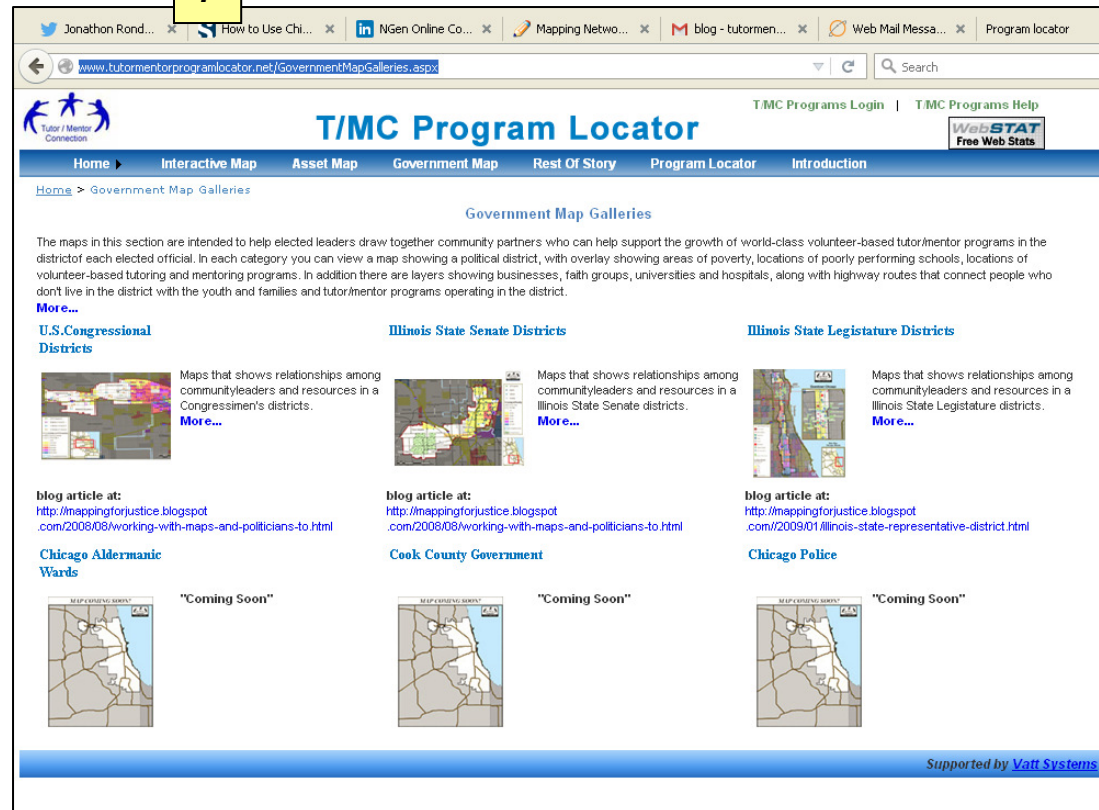 Jonathon Rond...
How to Use Chi...
NGen Online Co...
Mapping Netwo...
blog - tutormen...
Web Mail Messa...
Program locator
www.tutormentorprogramlocator.net/GovernmentMapGalleries.aspx
Search
Tutor / Mentor
Connection
T/MC Program Locator
T/MC Programs Login | T/MC Programs Help
WebSTAT
Free Web Stats
Home Interactive Map Asset Map Government Map Rest Of Story Program Locator Introduction
Home > Government Map Galleries
Government Map Galleries
The maps in this section are intended to help elected leaders draw together community partners who can help support the growth of world-class volunteer-based tutor/mentor programs in the
districtof each elected official. In each category you can view a map showing a political district, with overlay showing areas of poverty, locations of poorly performing schools, locations of
volunteer-based tutoring and mentoring programs. In addition there are layers showing businesses, faith groups, universities and hospitals, along with highway routes that connect people who
don't live in the district with the youth and families and tutor/mentor programs operating in the district.
More...
U.S.Congressional
Districts
Maps that shows relationships among
communityleaders and resources in a
Congressimen's districts.
More...
blog article at:
http://mappingforjustice.blogspot
.com/2008/08/working-with-maps-and-politicians-to.html
Illinois State Senate Districts
Maps that shows relationships among
communityleaders and resources in a
Illinois State Senate districts.
More...
blog article at:
http://mappingforjustice.blogspot
.com/2008/08/working-with-maps-and-politicians-to.html
Illinois State Legistature Districts
Maps that shows relationships among
communityleaders and resources in a
Illinois State Legistature districts.
More...
blog article at:
http://mappingforjustice.blogspot
.com//2009/01/illinois-state-representative-district.html
Chicago Aldermanic
Wards
MAP COMING SOON!
"Coming Soon"
Cook County Government
MAP COMING SOON!
"Coming Soon"
Chicago Police
MAP COMING SOON!
"Coming Soon"
Supported by Vatt Systems